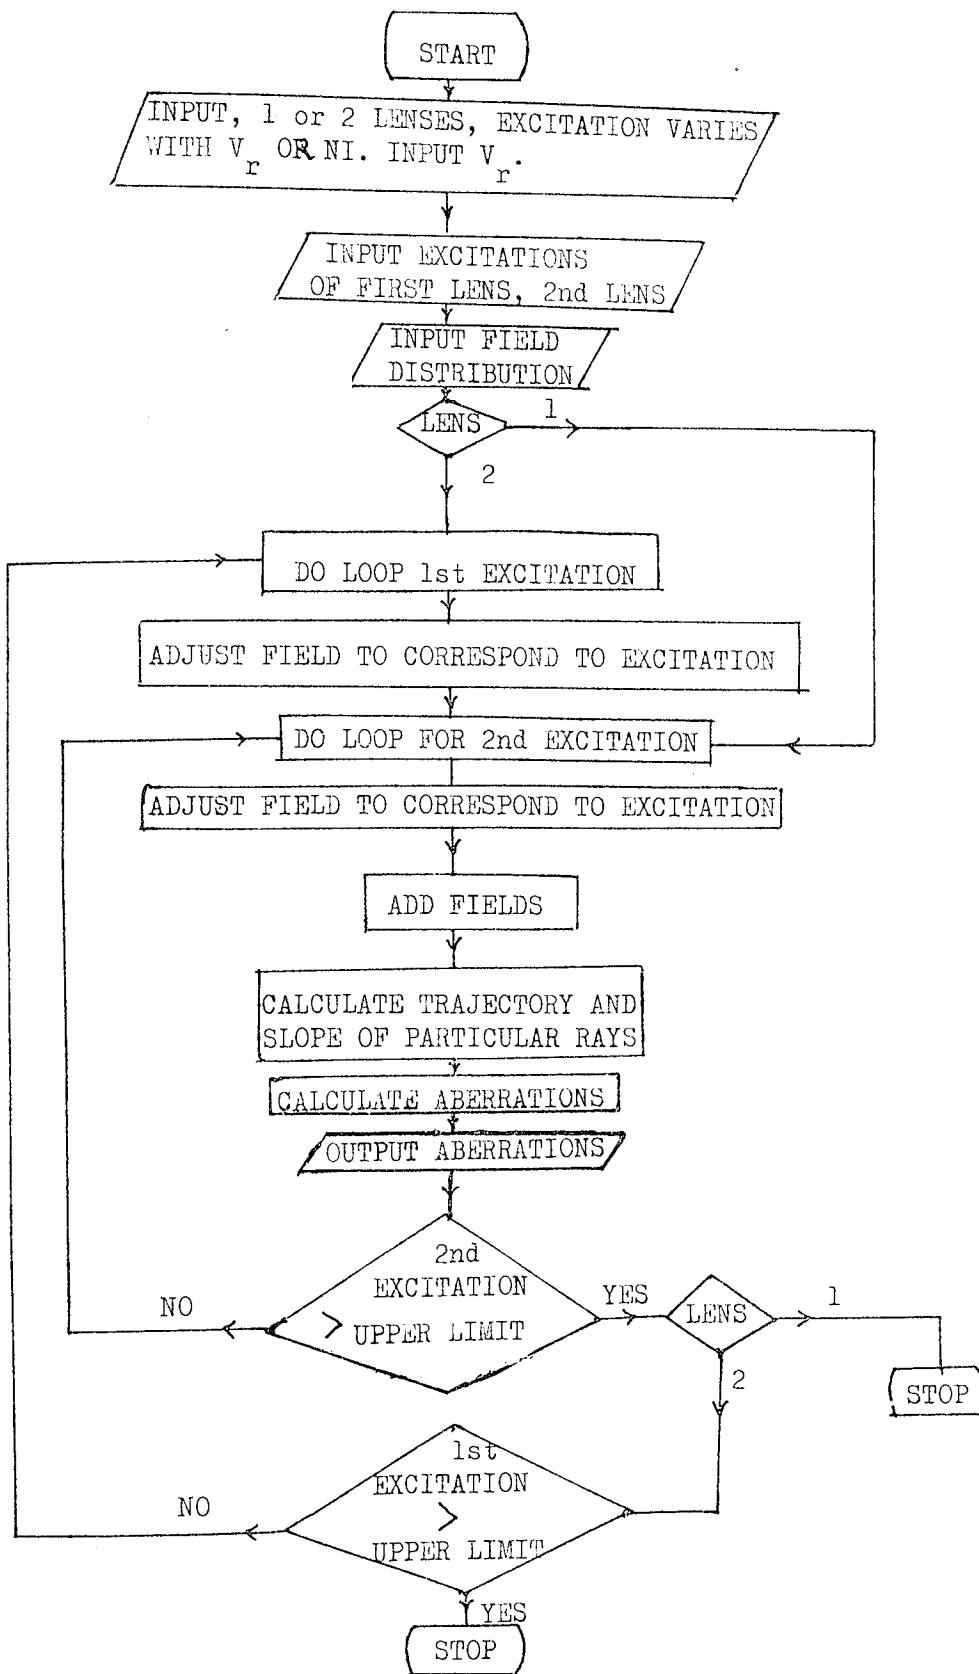 START
INPUT, 1 or 2 LENSES, EXCITATION VARIES
WITH V_r OR NI. INPUT V_r.
INPUT EXCITATIONS
OF FIRST LENS, 2nd LENS
INPUT FIELD
DISTRIBUTION
LENS
1
2
DO LOOP 1st EXCITATION
ADJUST FIELD TO CORRESPOND TO EXCITATION
DO LOOP FOR 2nd EXCITATION
ADJUST FIELD TO CORRESPOND TO EXCITATION
ADD FIELDS
CALCULATE TRAJECTORY AND
SLOPE OF PARTICULAR RAYS
CALCULATE ABERRATIONS
OUTPUT ABERRATIONS
2nd
EXCITATION
> UPPER LIMIT
NO
YES
LENS
1
2
STOP
1st
EXCITATION
>
UPPER LIMIT
NO
YES
STOP